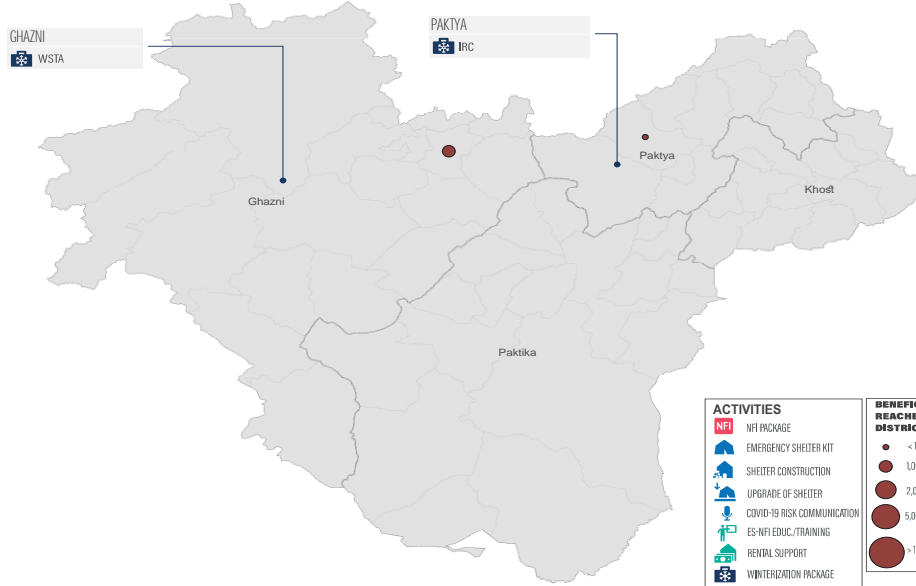 GHAZNI
WSTA
PAKTYA
IRC
Paktya
Khost
Ghazni
Paktika
ACTIVITIES
NFI NFI PACKAGE
EMERGENCY SHELTER KIT
SHELTER CONSTRUCTION
UPGRADE OF SHELTER
COVID-19 RISK COMMUNICATION
ES-NFI EDUC./TRAINING
RENTAL SUPPORT
WINTERIZATION PACKAGE